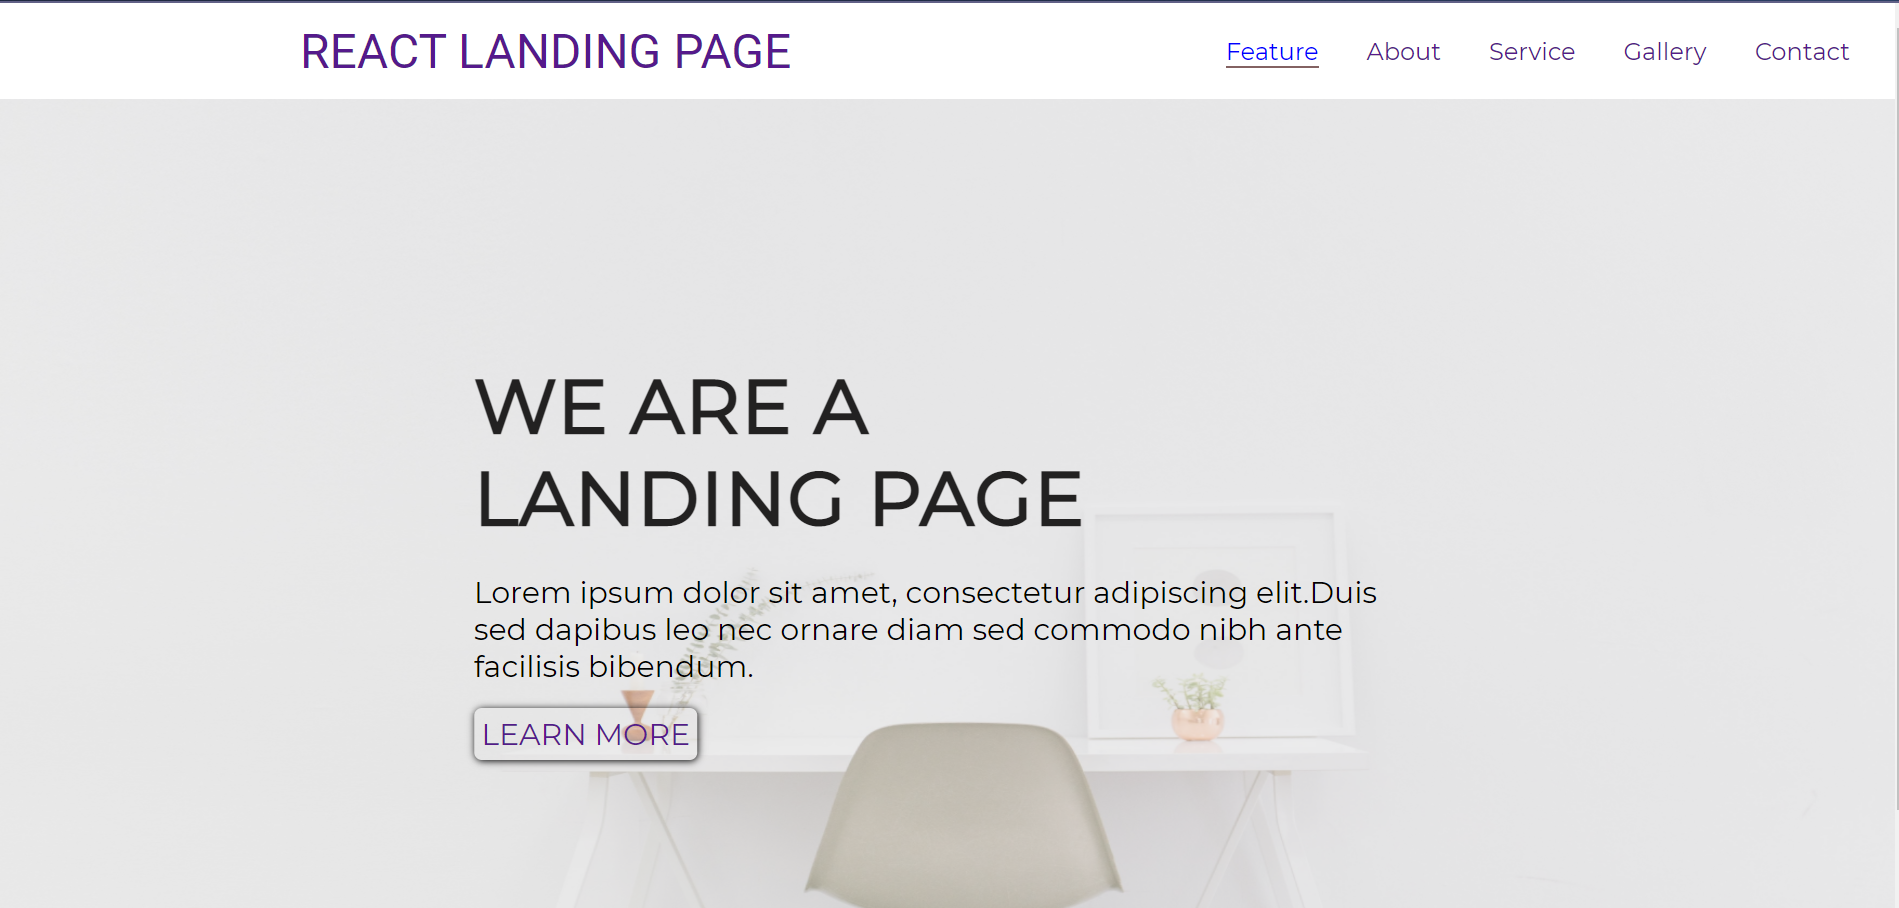 REACT LANDING PAGE
Feature About Service Gallery Contact
WE ARE A
LANDING PAGE
Lorem ipsum dolor sit amet, consectetur adipiscing elit.Duis
sed dapibus leo nec ornare diam sed commodo nibh ante
facilisis bibendum.
LEARN MORE